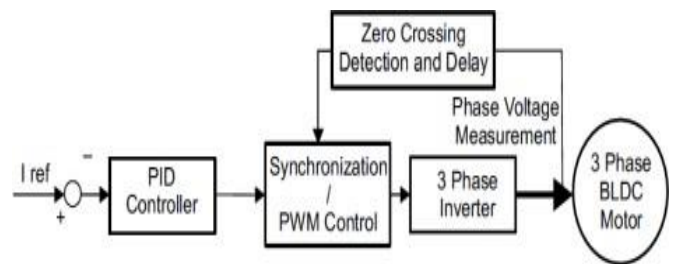 Zero Crossing
Detection and Delay
Phase Voltage
Measurement
I ref
−
+
PID
Controller
Synchronization
/
PWM Control
3 Phase
Inverter
3 Phase
BLDC
Motor